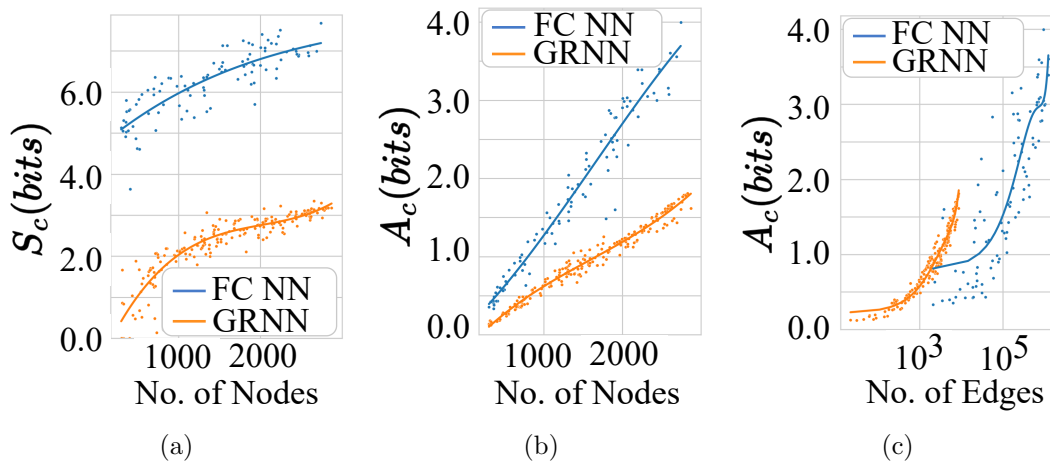 S_c(bits)
6.0
4.0
2.0
0.0
FC NN
GRNN
1000 2000
No. of Nodes
(a)
A_c(bits)
4.0
3.0
2.0
1.0
0.0
FC NN
GRNN
1000 2000
No. of Nodes
(b)
A_c(bits)
4.0
3.0
2.0
1.0
0.0
FC NN
GRNN
10^3 10^5
No. of Edges
(c)